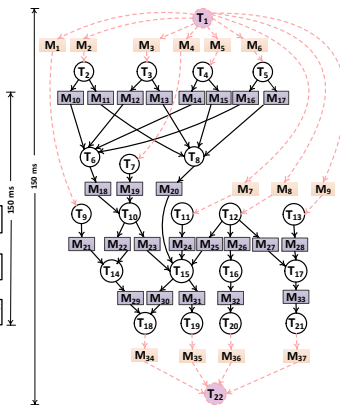 T1
M1 M2 M3 M4 M5 M6
T2 T3 T4 T5
M10 M11 M12 M13 M14 M15 M16 M17
T6 T7 T8
M18 M19 M20 M7 M8 M9
T9 T10 T11 T12 T13
M21 M22 M23 M24 M25 M26 M27 M28
T14 T15 T16 T17
M29 M30 M31 M32 M33
T18 T19 T20 T21
M34 M35 M36 M37
T22
150 ms
150 ms